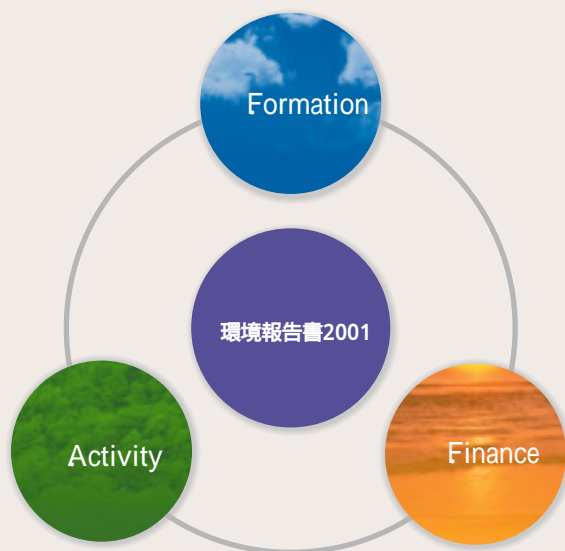 Formation
環境報告書2001
Activity
Finance